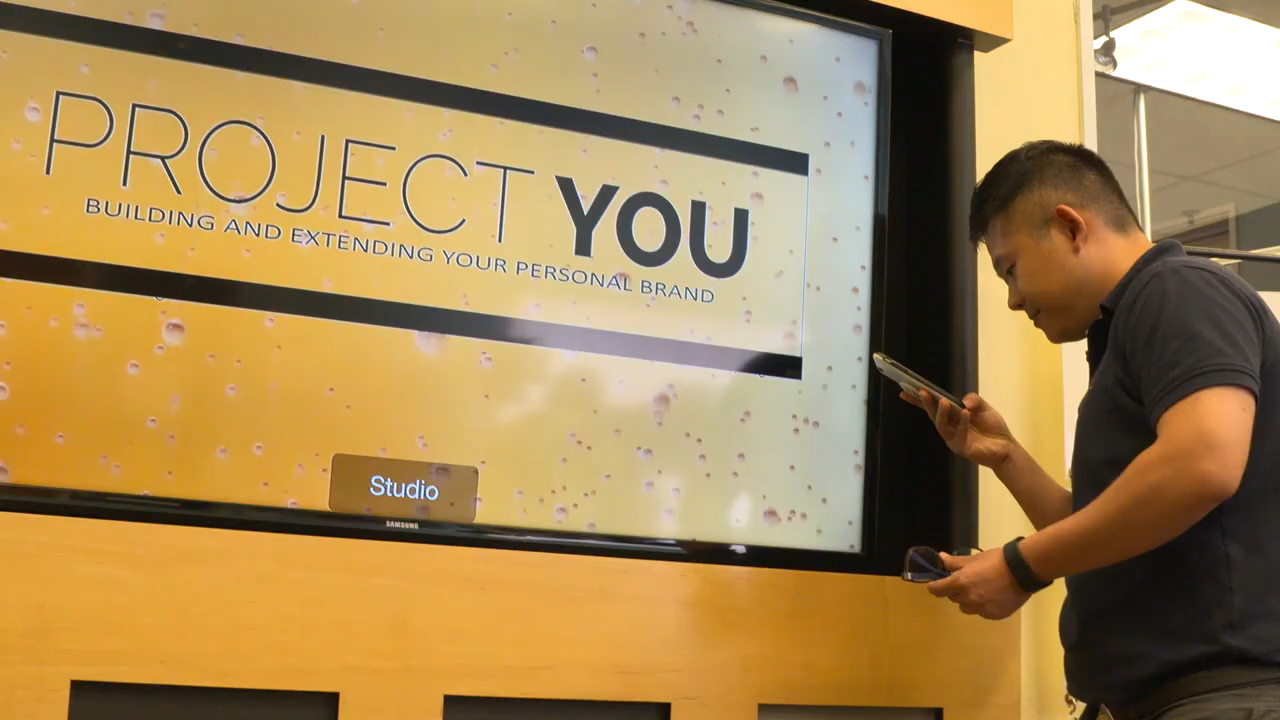 PROJECT YOU
BUILDING AND EXTENDING YOUR PERSONAL BRAND
Studio
SAMSUNG